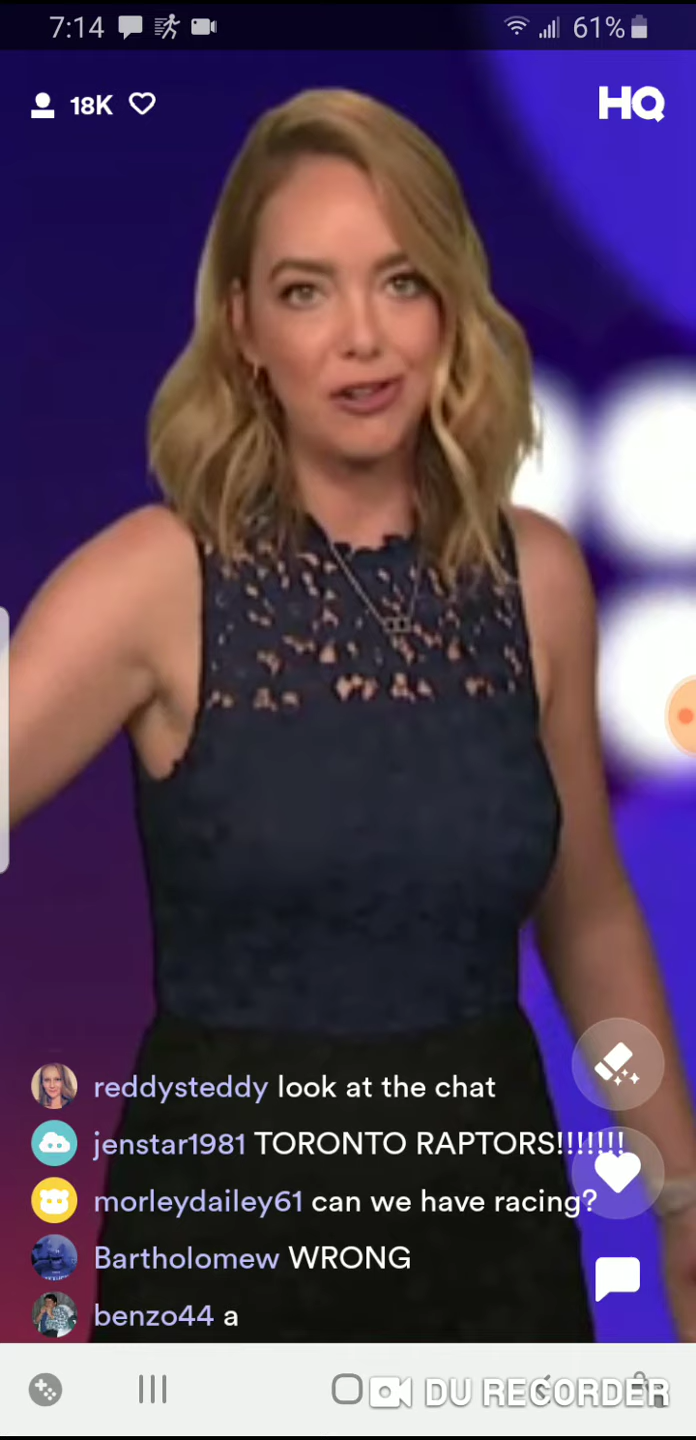 7:14
61%
18K
HQ
reddysteddy look at the chat
jenstar1981 TORONTO RAPTORS!!!!!!!
morleydailey61 can we have racing?
Bartholomew WRONG
benzo44 a
DU RECORDER